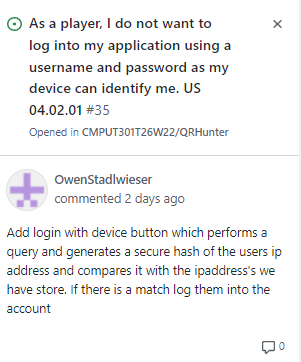 As a player, I do not want to
log into my application using a
username and password as my
device can identify me. US
04.02.01 #35
Opened in CMPUT301T26W22/QRHunter
OwenStadlwieser
commented 2 days ago
Add login with device button which performs a
query and generates a secure hash of the users ip
address and compares it with the ipaddress's we
have store. If there is a match log them into the
account
0